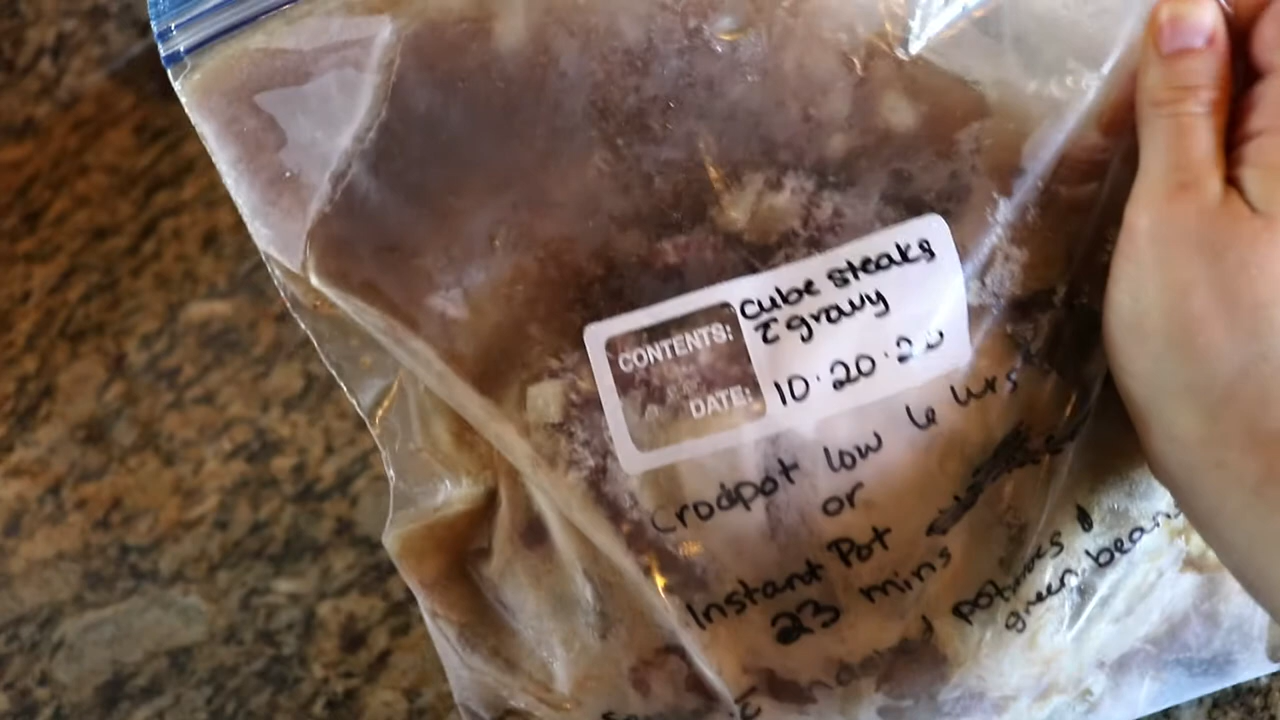 cube steaks
c̄ gravy
CONTENTS:
DATE: 10·20·20
Crockpot low 6 hrs
or
Instant Pot
23 mins
potatoes &
green bean